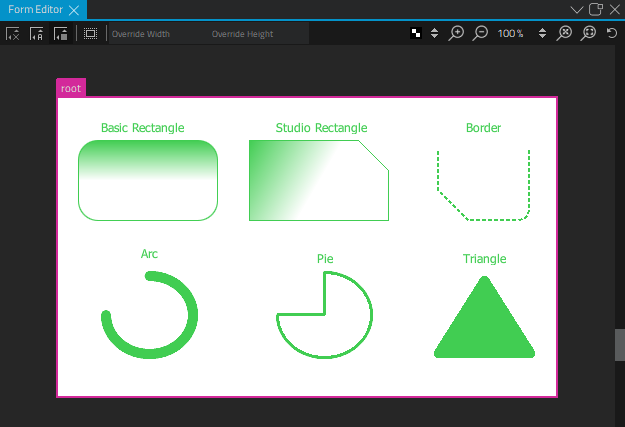 Form Editor
Override Width Override Height 100%
root
Basic Rectangle Studio Rectangle Border
Arc Pie Triangle